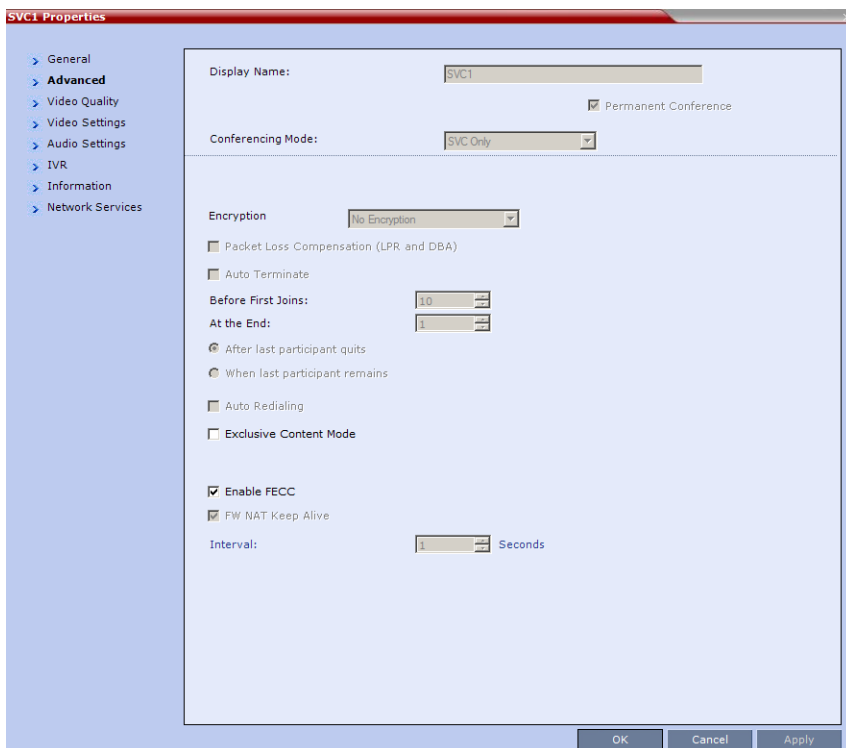 SVC1 Properties
General
Advanced
Video Quality
Video Settings
Audio Settings
IVR
Information
Network Services
Display Name: SVC1
Permanent Conference
Conferencing Mode: SVC Only
Encryption No Encryption
Packet Loss Compensation (LPR and DBA)
Auto Terminate
Before First Joins: 10
At the End: 1
After last participant quits
When last participant remains
Auto Redialing
Exclusive Content Mode
Enable FECC
FW NAT Keep Alive
Interval: 1 Seconds
OK Cancel Apply